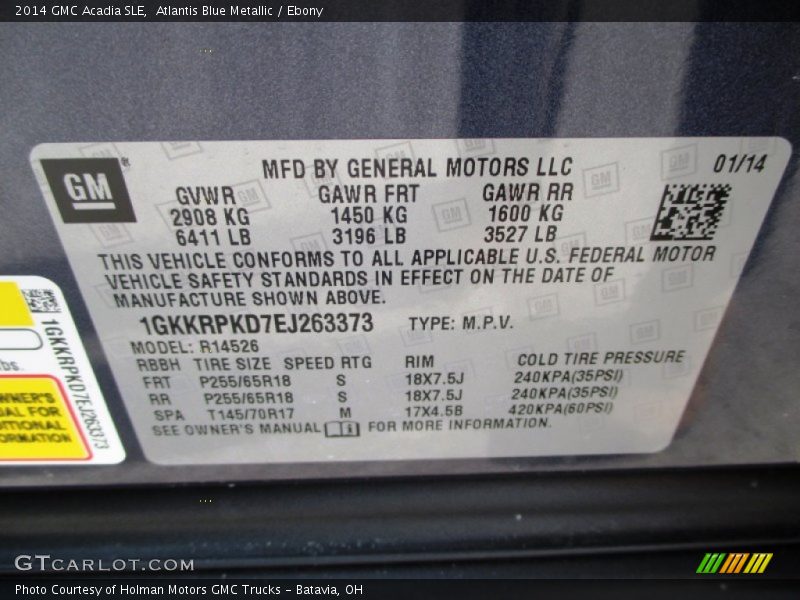 2014 GMC Acadia SLE,  Atlantis Blue Metallic / Ebony
GM®
MFD BY GENERAL MOTORS LLC
01/14
GVWR GAWR FRT GAWR RR
2908 KG 1450 KG 1600 KG
6411 LB 3196 LB 3527 LB
THIS VEHICLE CONFORMS TO ALL APPLICABLE U.S. FEDERAL MOTOR
VEHICLE SAFETY STANDARDS IN EFFECT ON THE DATE OF
MANUFACTURE SHOWN ABOVE.
1GKKRPKD7EJ263373 TYPE: M.P.V.
MODEL: R14526
RBBH TIRE SIZE SPEED RTG RIM COLD TIRE PRESSURE
FRT P255/65R18 S 18X7.5J 240KPA(35PSI)
RR P255/65R18 S 18X7.5J 240KPA(35PSI)
SPA T145/70R17 M 17X4.5B 420KPA(60PSI)
SEE OWNER'S MANUAL FOR MORE INFORMATION.
1GKKRPKD7EJ263373
lbs.
OWNER'S
FOR
GTCARLOT.COM
Photo Courtesy of Holman Motors GMC Trucks – Batavia, OH